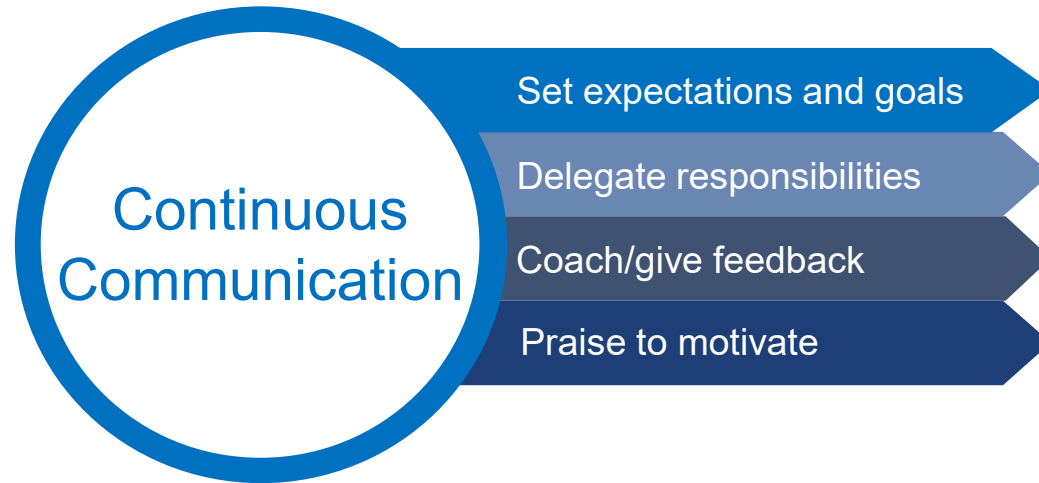 Continuous
Communication
Set expectations and goals
Delegate responsibilities
Coach/give feedback
Praise to motivate